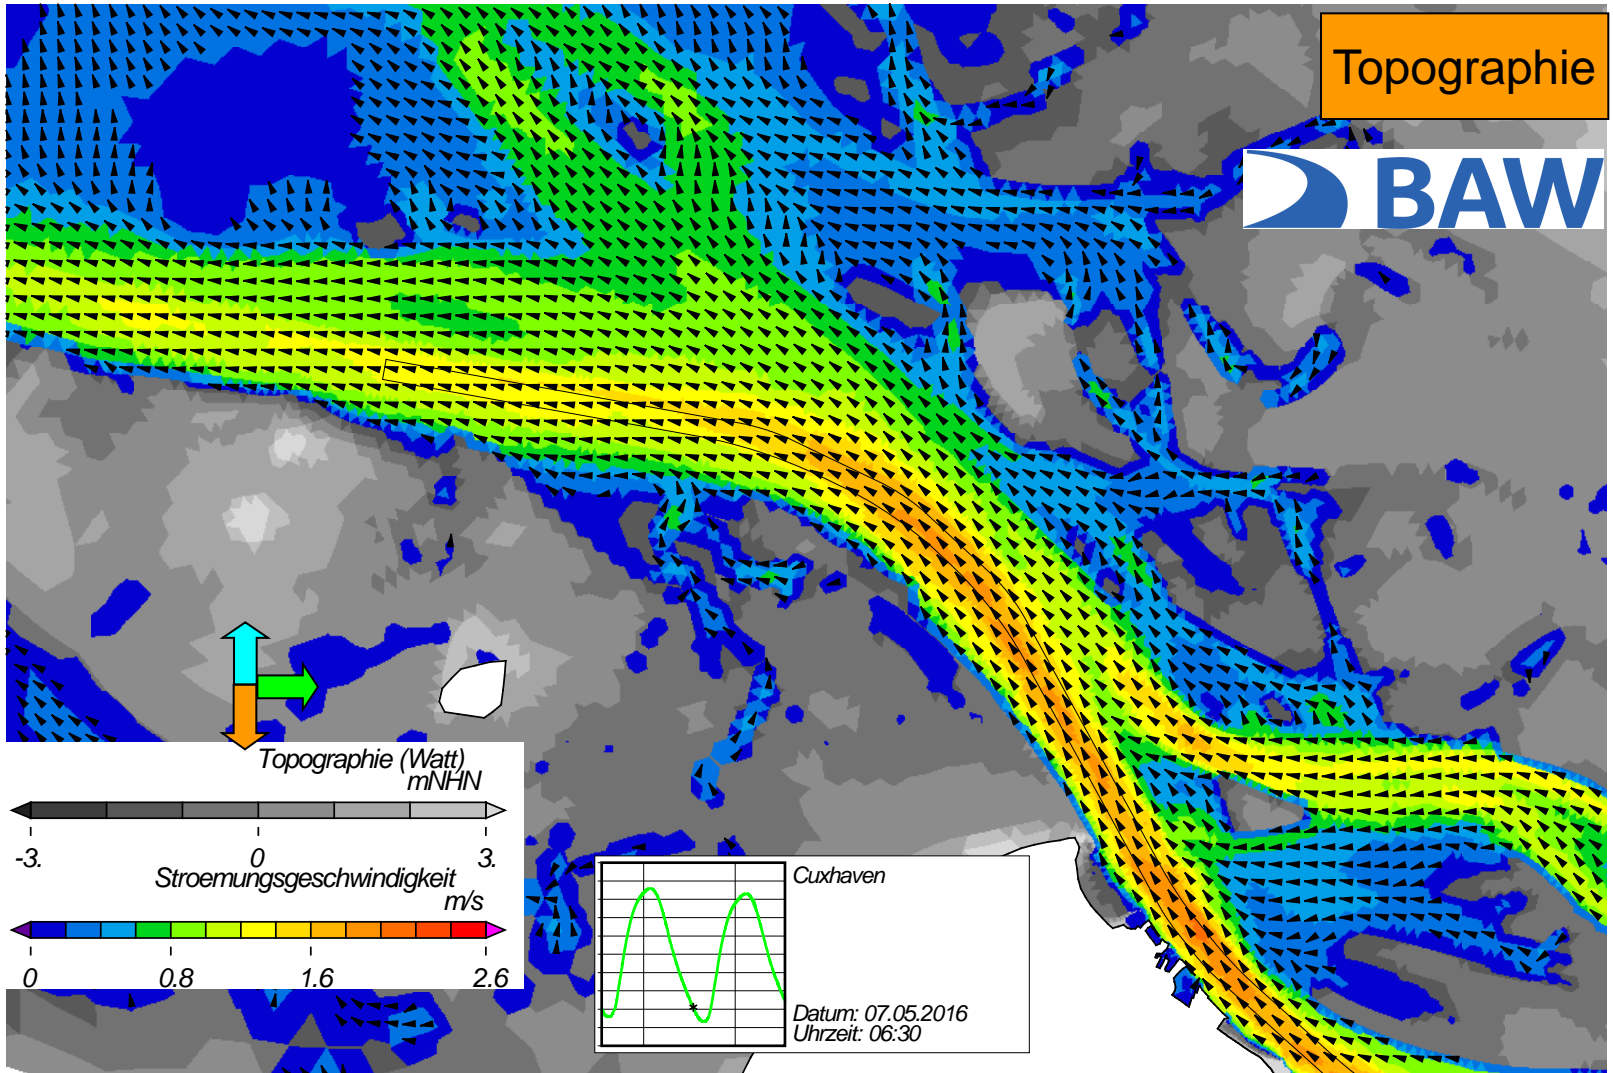 Topographie
BAW
Topographie (Watt)
mNHN
-3. 0 3.
Stroemungsgeschwindigkeit
m/s
0 0.8 1.6 2.6
Cuxhaven
Datum: 07.05.2016
Uhrzeit: 06:30